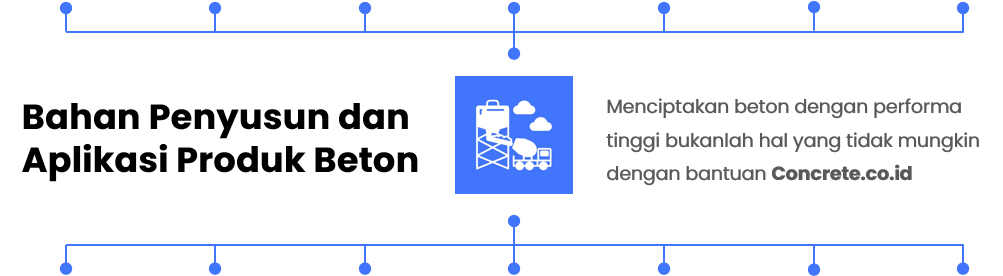 Bahan Penyusun dan
Aplikasi Produk Beton
Menciptakan beton dengan performa
tinggi bukanlah hal yang tidak mungkin
dengan bantuan Concrete.co.id